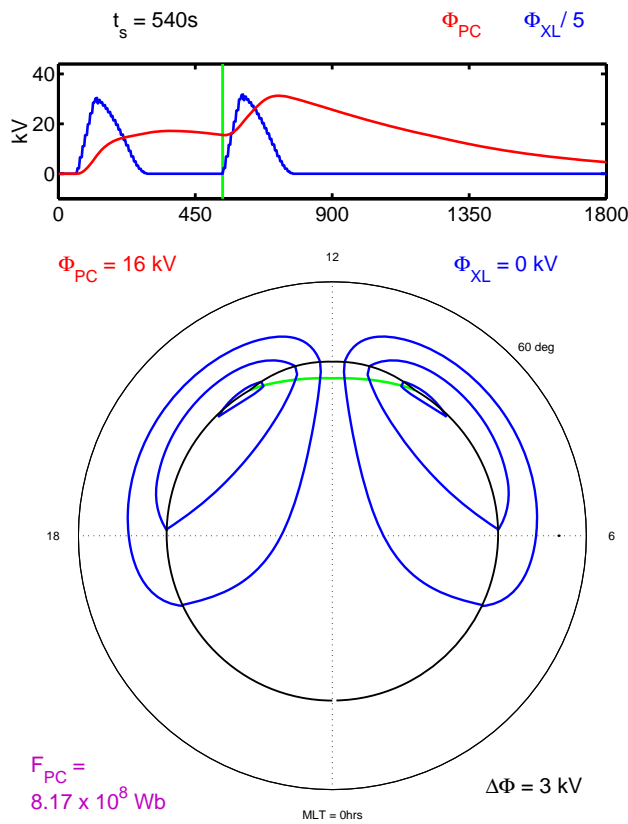 t_s = 540s Φ_PC Φ_XL/ 5
40
20
0
kV
0 450 900 1350 1800
Φ_PC = 16 kV 12 Φ_XL = 0 kV
60 deg
18 6
F_PC =
8.17 x 10^8 Wb
ΔΦ = 3 kV
MLT = 0hrs